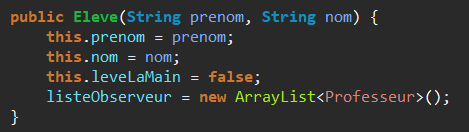 public Eleve(String prenom, String nom) {
    this.prenom = prenom;
    this.nom = nom;
    this.leveLaMain = false;
    listeObserveur = new ArrayList<Professeur>();
}